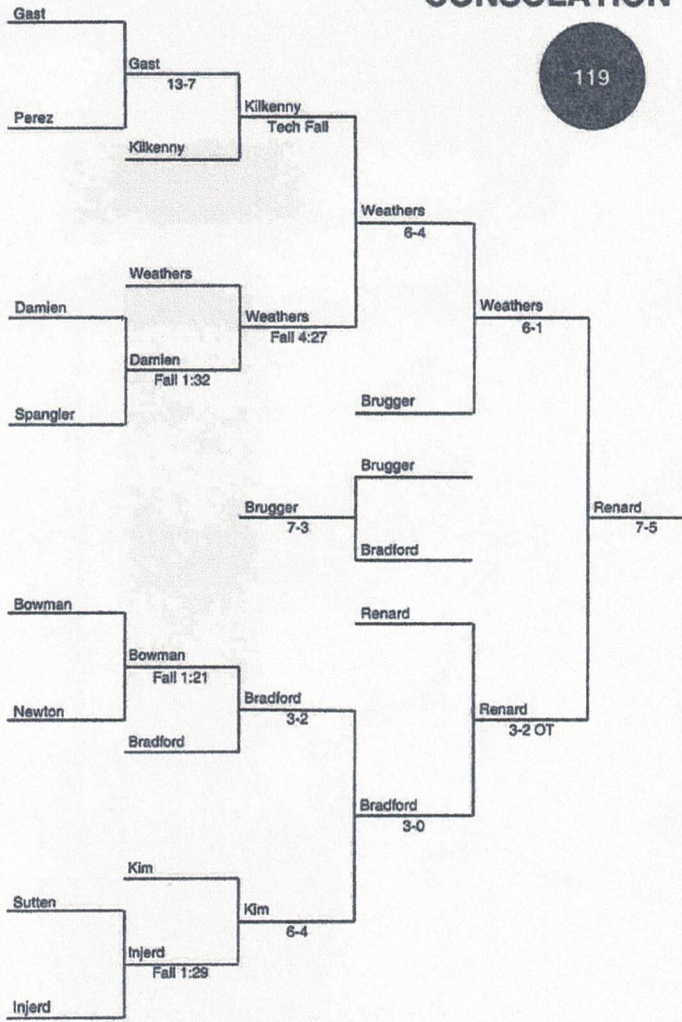 CONSOLATION
119
Gast
Gast
13-7
Perez
Kilkenny
Kilkenny
Tech Fall
Weathers
6-4
Weathers
Damien
Weathers
Fall 4:27
Damien
Fall 1:32
Spangler
Weathers
6-1
Brugger
Brugger
Brugger
7-3
Bradford
Renard
7-5
Bowman
Renard
Bowman
Fall 1:21
Newton
Bradford
3-2
Bradford
Renard
3-2 OT
Bradford
3-0
Kim
Sutten
Kim
6-4
Injerd
Fall 1:29
Injerd